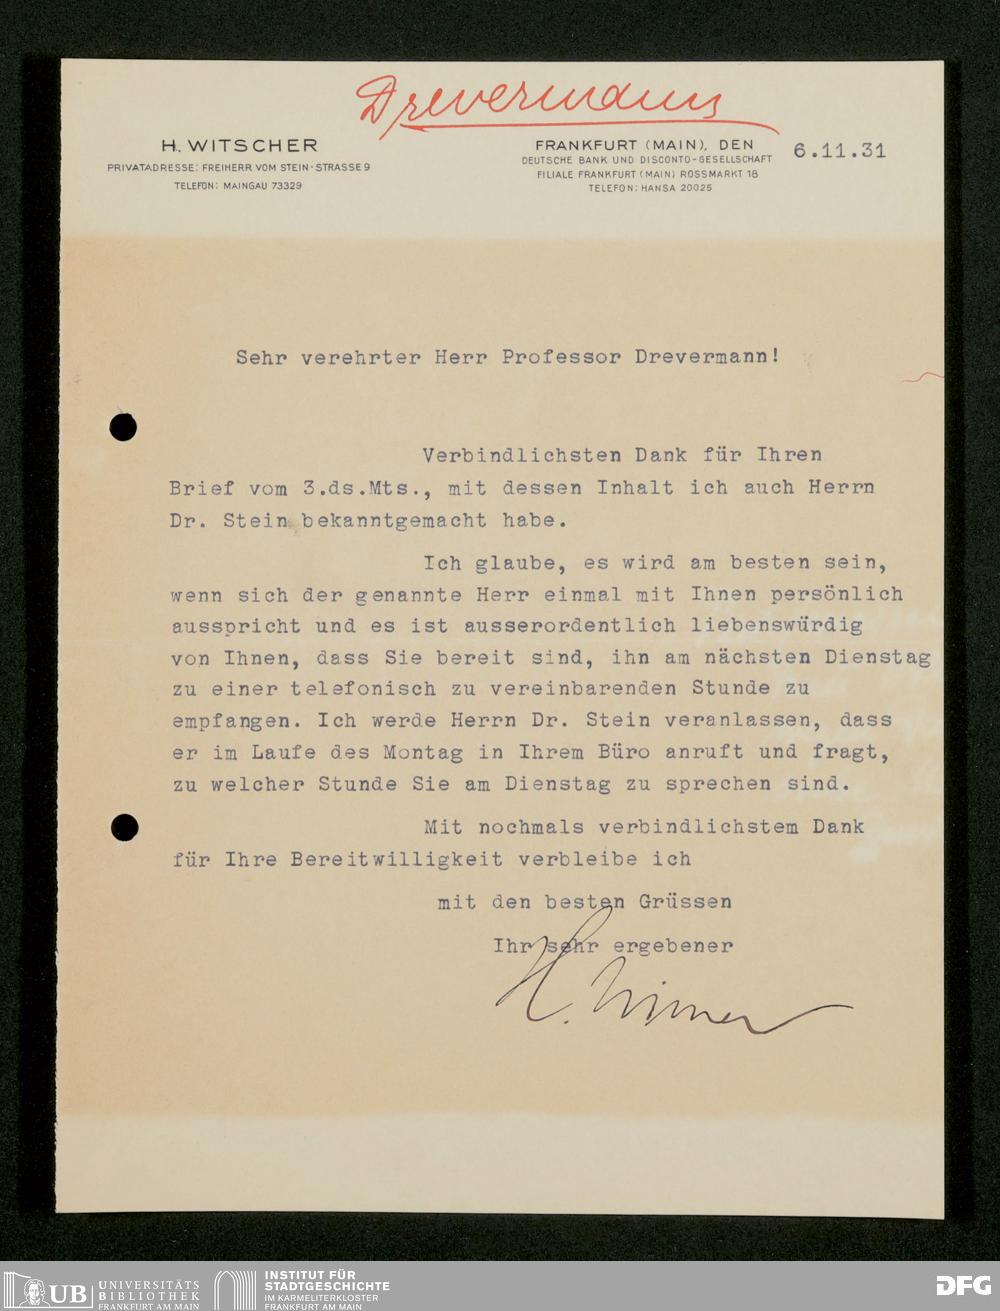 Drevermann
H. WITSCHER
PRIVATADRESSE: FREIHERR VOM STEIN-STRASSE 9
TELEFON: MAINGAU 73329
FRANKFURT (MAIN), DEN 6.11.31
DEUTSCHE BANK UND DISCONTO-GESELLSCHAFT
FILIALE FRANKFURT (MAIN) ROSSMARKT 18
TELEFON: HANSA 20025
Sehr verehrter Herr Professor Drevermann!
Verbindlichsten Dank für Ihren
Brief vom 3.ds.Mts., mit dessen Inhalt ich auch Herrn
Dr. Stein bekanntgemacht habe.
Ich glaube, es wird am besten sein,
wenn sich der genannte Herr einmal mit Ihnen persönlich
ausspricht und es ist ausserordentlich liebenswürdig
von Ihnen, dass Sie bereit sind, ihn am nächsten Dienstag
zu einer telefonisch zu vereinbarenden Stunde zu
empfangen. Ich werde Herrn Dr. Stein veranlassen, dass
er im Laufe des Montag in Ihrem Büro anruft und fragt,
zu welcher Stunde Sie am Dienstag zu sprechen sind.
Mit nochmals verbindlichstem Dank
für Ihre Bereitwilligkeit verbleibe ich
mit den besten Grüssen
Ihr sehr ergebener
H.
UB UNIVERSITÄTS
BIBLIOTHEK
FRANKFURT AM MAIN
INSTITUT FÜR
STADTGESCHICHTE
IM KARMELITERKLOSTER
FRANKFURT AM MAIN
DFG